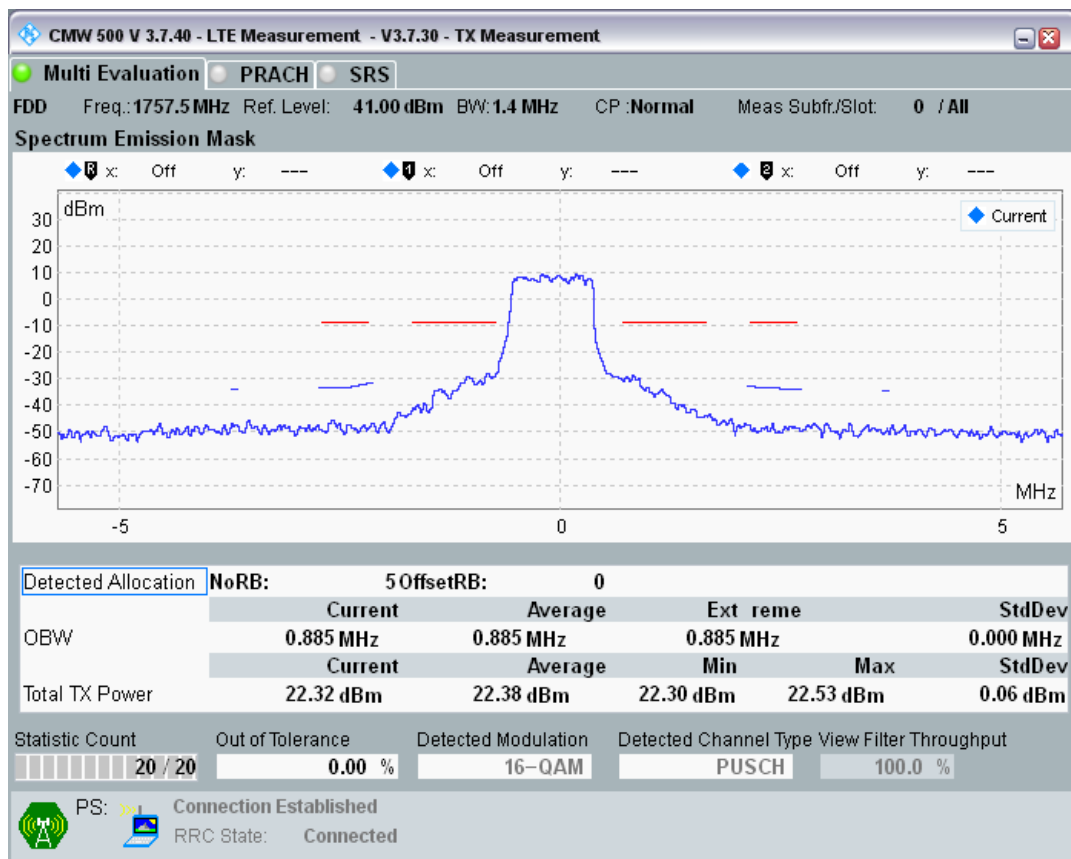 CMW 500 V 3.7.40 - LTE Measurement - V3.7.30 - TX Measurement
Multi Evaluation PRACH SRS
FDD Freq.: 1757.5 MHz Ref. Level: 41.00 dBm BW: 1.4 MHz CP : Normal Meas Subfr./Slot: 0 / All
Spectrum Emission Mask
R x: Off y: --- 1 x: Off y: --- 2 x: Off y: ---
dBm
Current
30
20
10
0
-10
-20
-30
-40
-50
-60
-70
MHz
-5 0 5
Detected Allocation NoRB: 5 OffsetRB: 0
Current Average Ext reme StdDev
OBW 0.885 MHz 0.885 MHz 0.885 MHz 0.000 MHz
Current Average Min Max StdDev
Total TX Power 22.32 dBm 22.38 dBm 22.30 dBm 22.53 dBm 0.06 dBm
Statistic Count Out of Tolerance Detected Modulation Detected Channel Type View Filter Throughput
20 / 20 0.00 % 16-QAM PUSCH 100.0 %
PS: Connection Established
RRC State: Connected